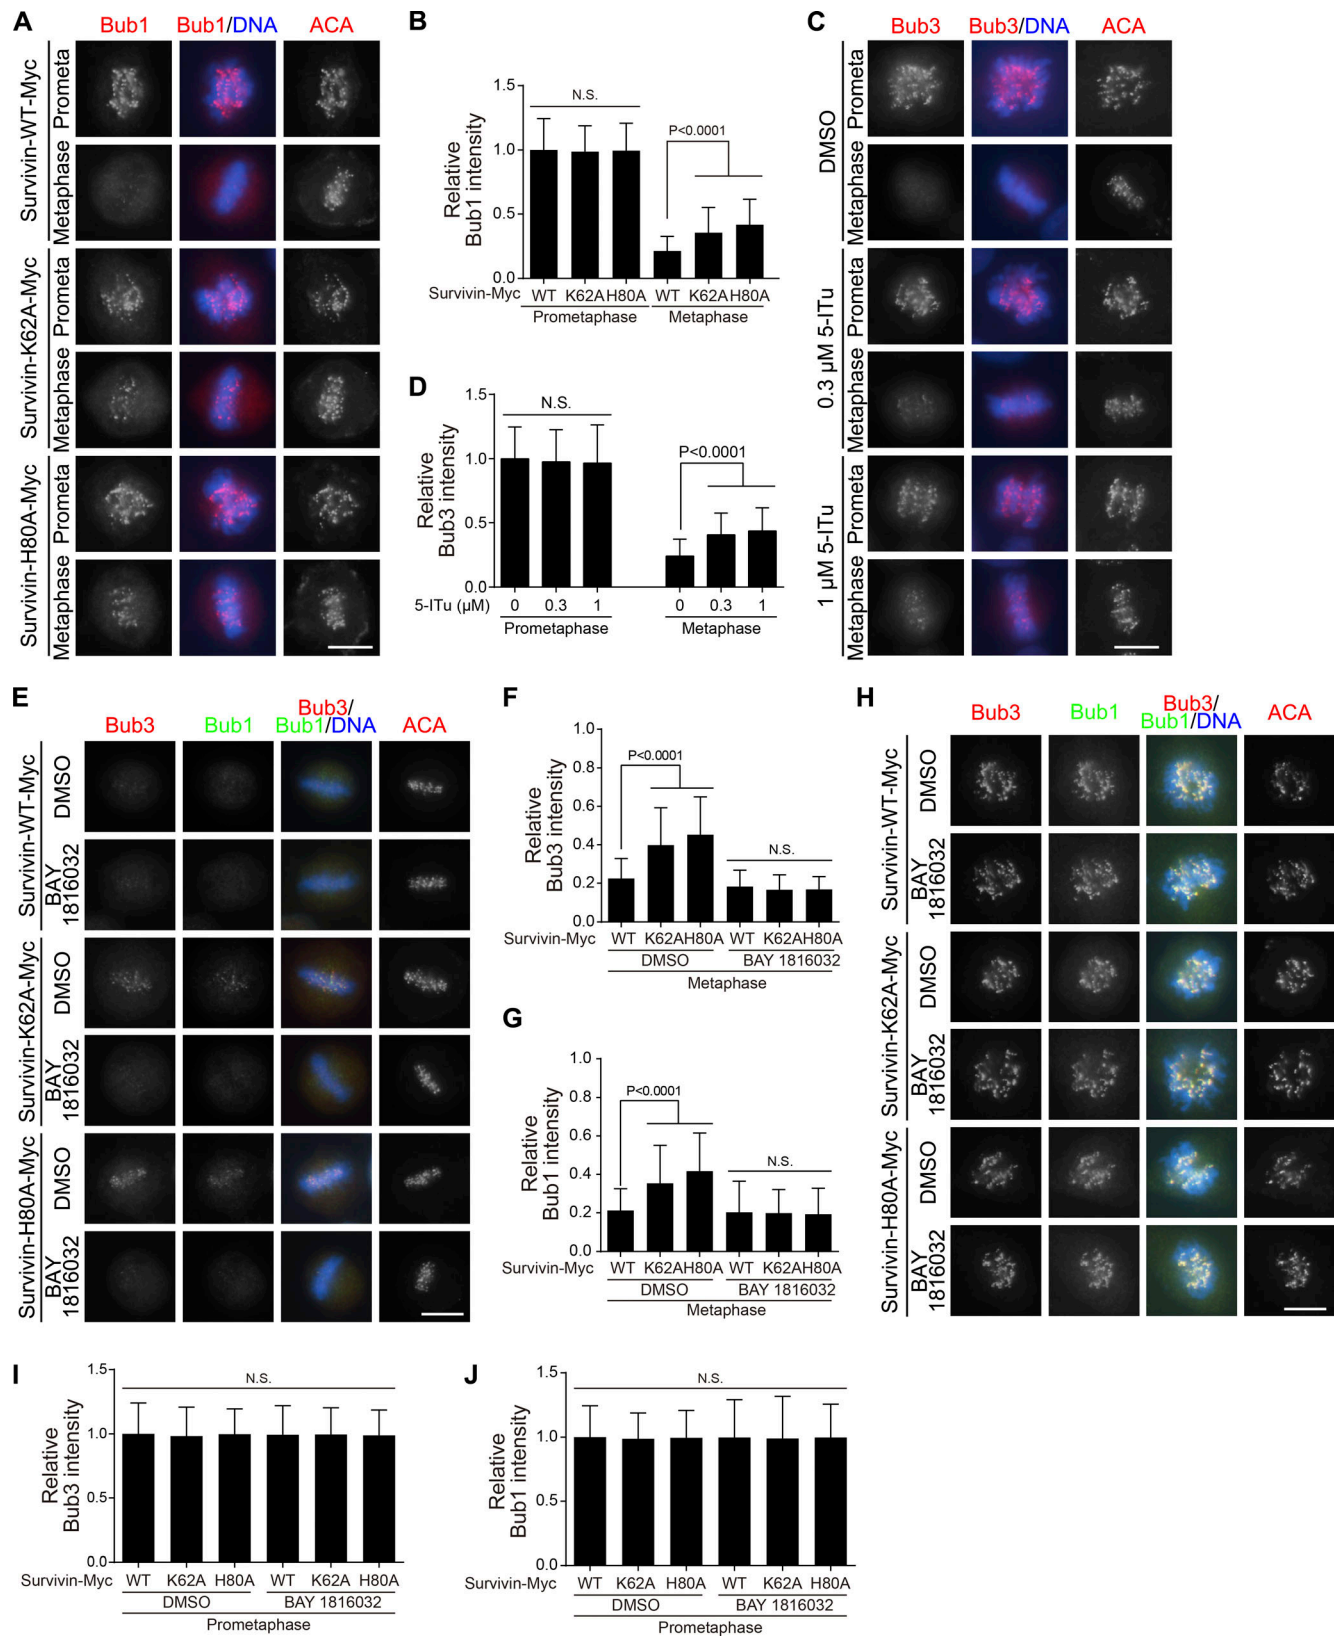 A
Bub1 Bub1/DNA ACA
Survivin-WT-Myc
Prometa
Metaphase
Survivin-K62A-Myc
Prometa
Metaphase
Survivin-H80A-Myc
Prometa
Metaphase
B
Relative
Bub1 intensity
1.5
1.0
0.5
0.0
N.S.
P<0.0001
Survivin-Myc WT K62A H80A WT K62A H80A
Prometaphase Metaphase
C
Bub3 Bub3/DNA ACA
DMSO
Prometa
Metaphase
0.3 µM 5-ITu
Prometa
Metaphase
1 µM 5-ITu
Prometa
Metaphase
D
Relative
Bub3 intensity
1.5
1.0
0.5
0.0
N.S.
P<0.0001
5-ITu (µM) 0 0.3 1 0 0.3 1
Prometaphase Metaphase
E
Bub3 Bub1 Bub3/
Bub1/DNA ACA
Survivin-WT-Myc
DMSO
BAY
1816032
Survivin-K62A-Myc
DMSO
BAY
1816032
Survivin-H80A-Myc
DMSO
BAY
1816032
F
Relative
Bub3 intensity
1.0
0.8
0.6
0.4
0.2
0.0
P<0.0001
N.S.
Survivin-Myc WT K62A H80A WT K62A H80A
DMSO BAY 1816032
Metaphase
G
Relative
Bub1 intensity
1.0
0.8
0.6
0.4
0.2
0.0
P<0.0001
N.S.
Survivin-Myc WT K62A H80A WT K62A H80A
DMSO BAY 1816032
Metaphase
H
Bub3 Bub1 Bub3/
Bub1/DNA ACA
Survivin-WT-Myc
DMSO
BAY
1816032
Survivin-K62A-Myc
DMSO
BAY
1816032
Survivin-H80A-Myc
DMSO
BAY
1816032
I
Relative
Bub3 intensity
1.5
1.0
0.5
0.0
N.S.
Survivin-Myc WT K62A H80A WT K62A H80A
DMSO BAY 1816032
Prometaphase
J
Relative
Bub1 intensity
1.5
1.0
0.5
0.0
N.S.
Survivin-Myc WT K62A H80A WT K62A H80A
DMSO BAY 1816032
Prometaphase